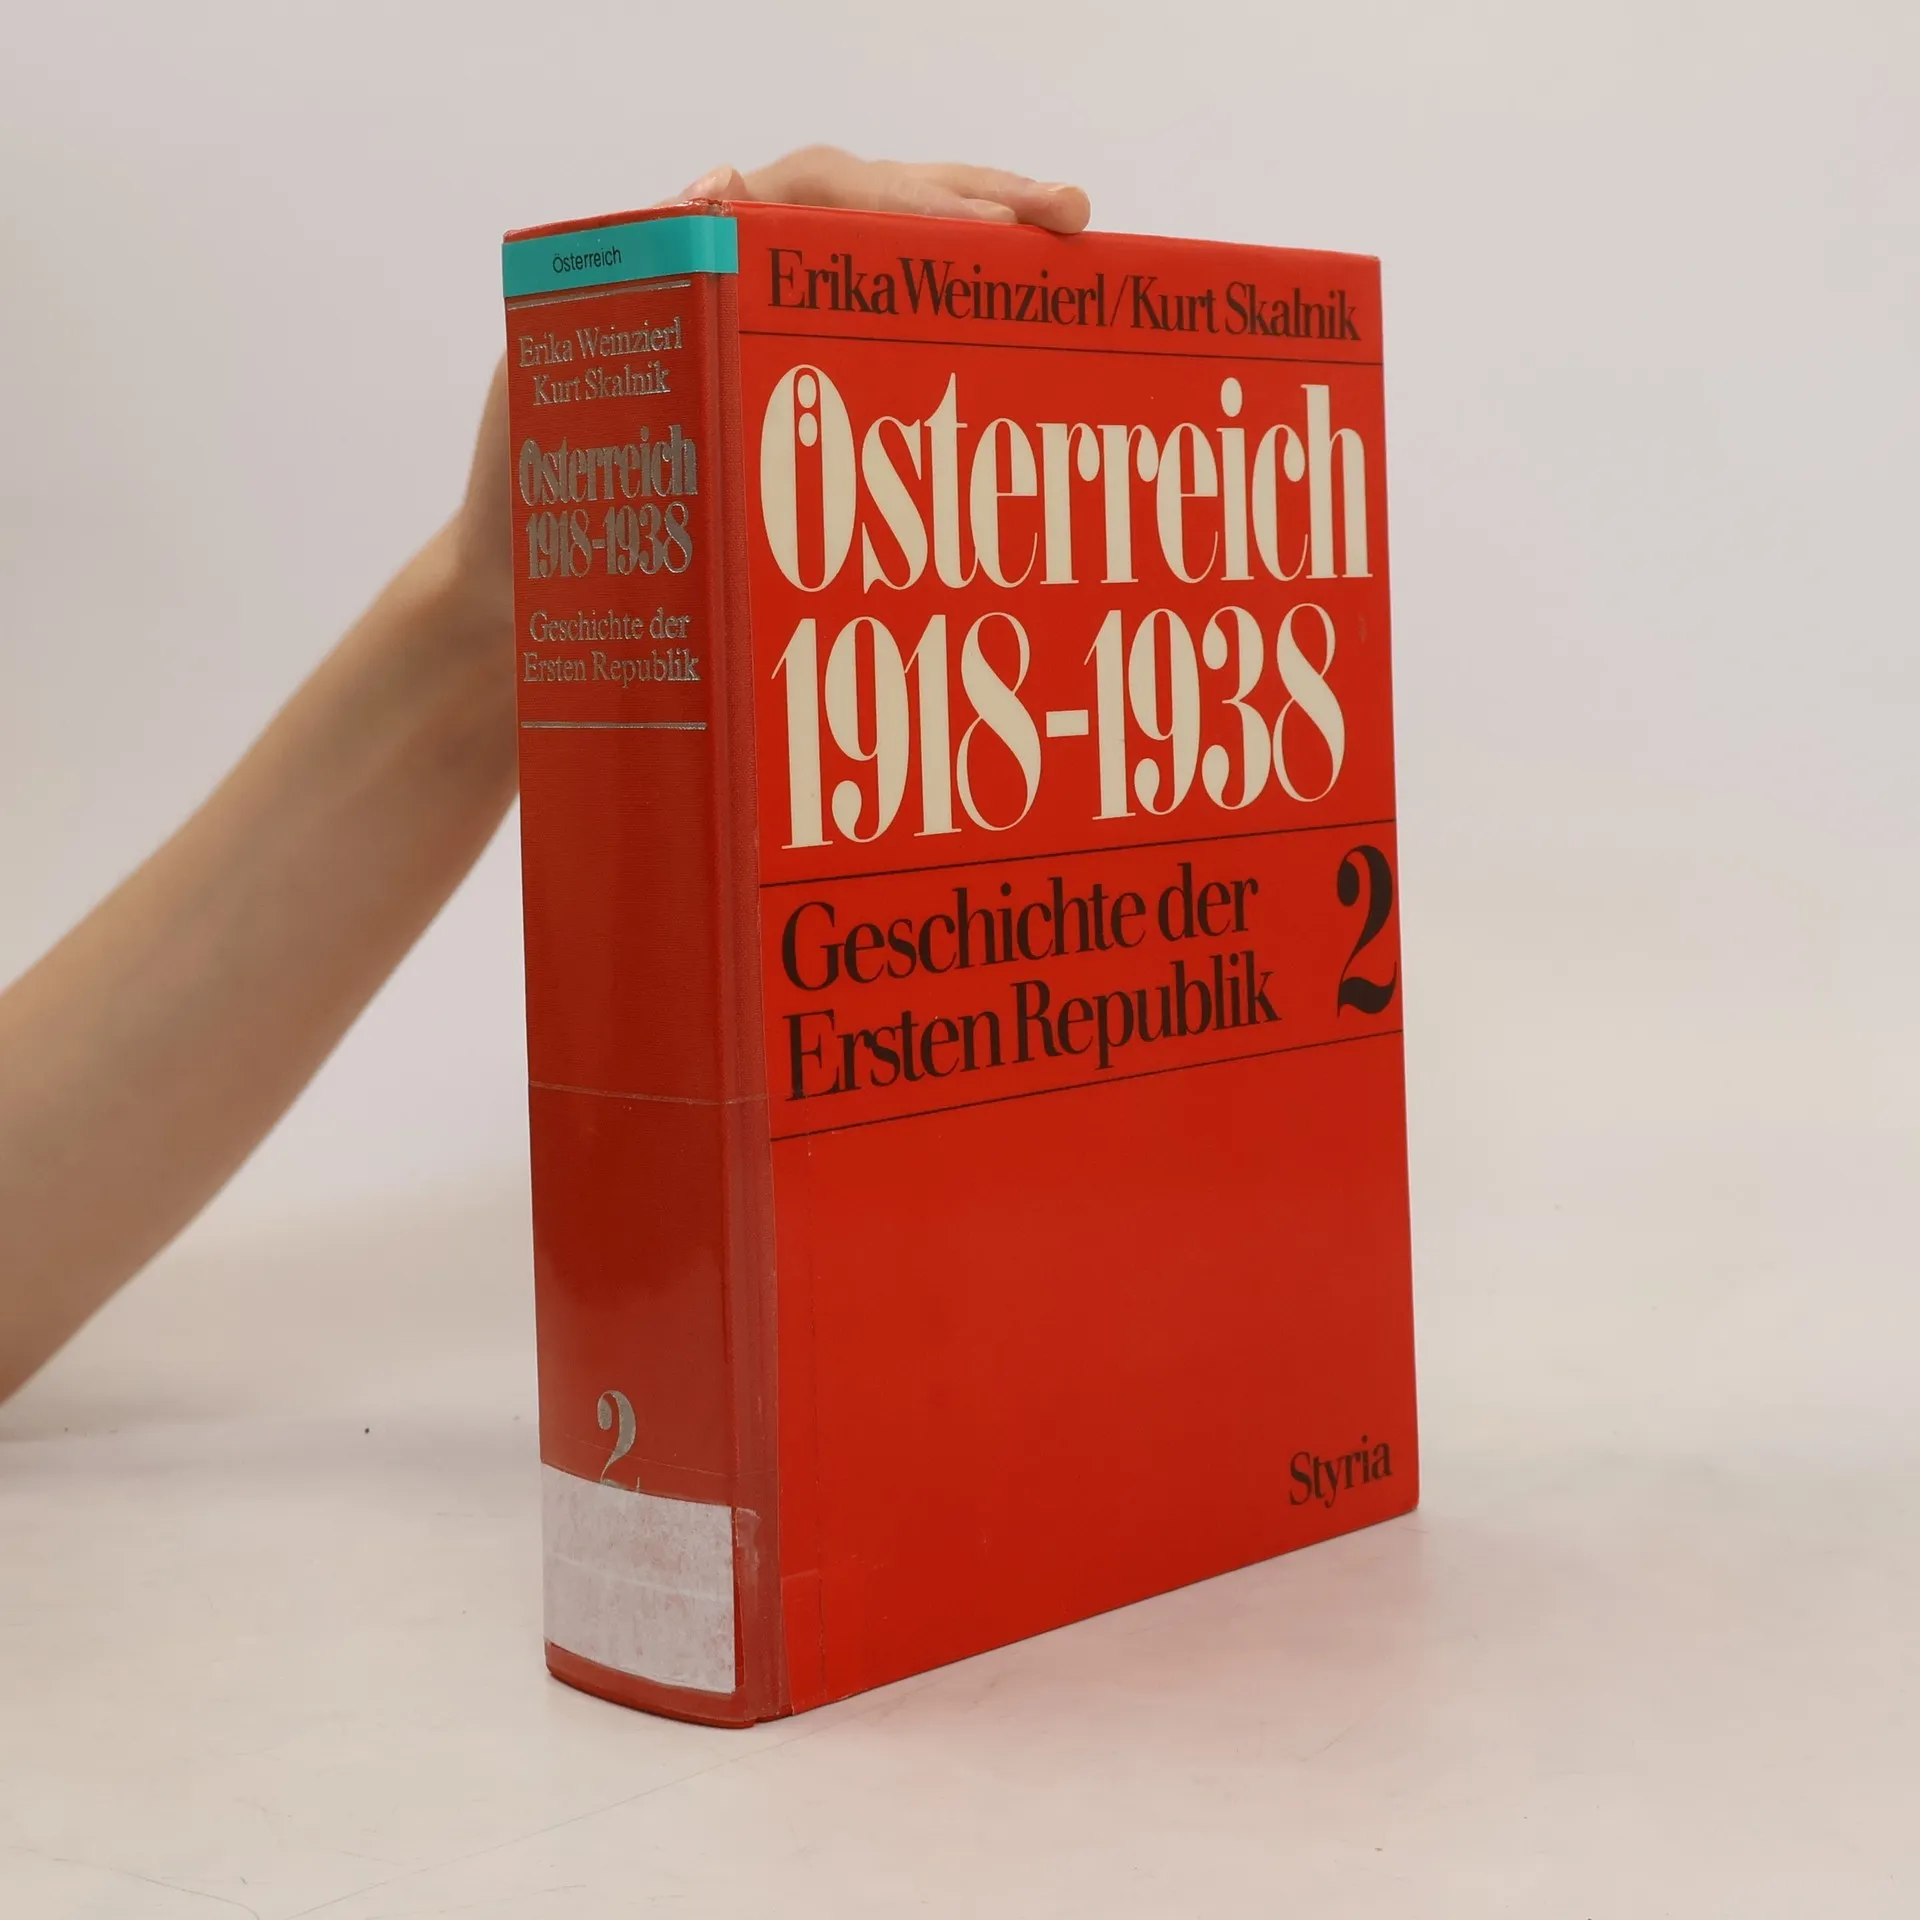 Österreich
Erika Weinzierl
Kurt Skalnik
Österreich
1918-1938
Geschichte der
Ersten Republik
2
Erika Weinzierl/Kurt Skalnik
Österreich
1918-1938
Geschichte der
Ersten Republik
2
Styria